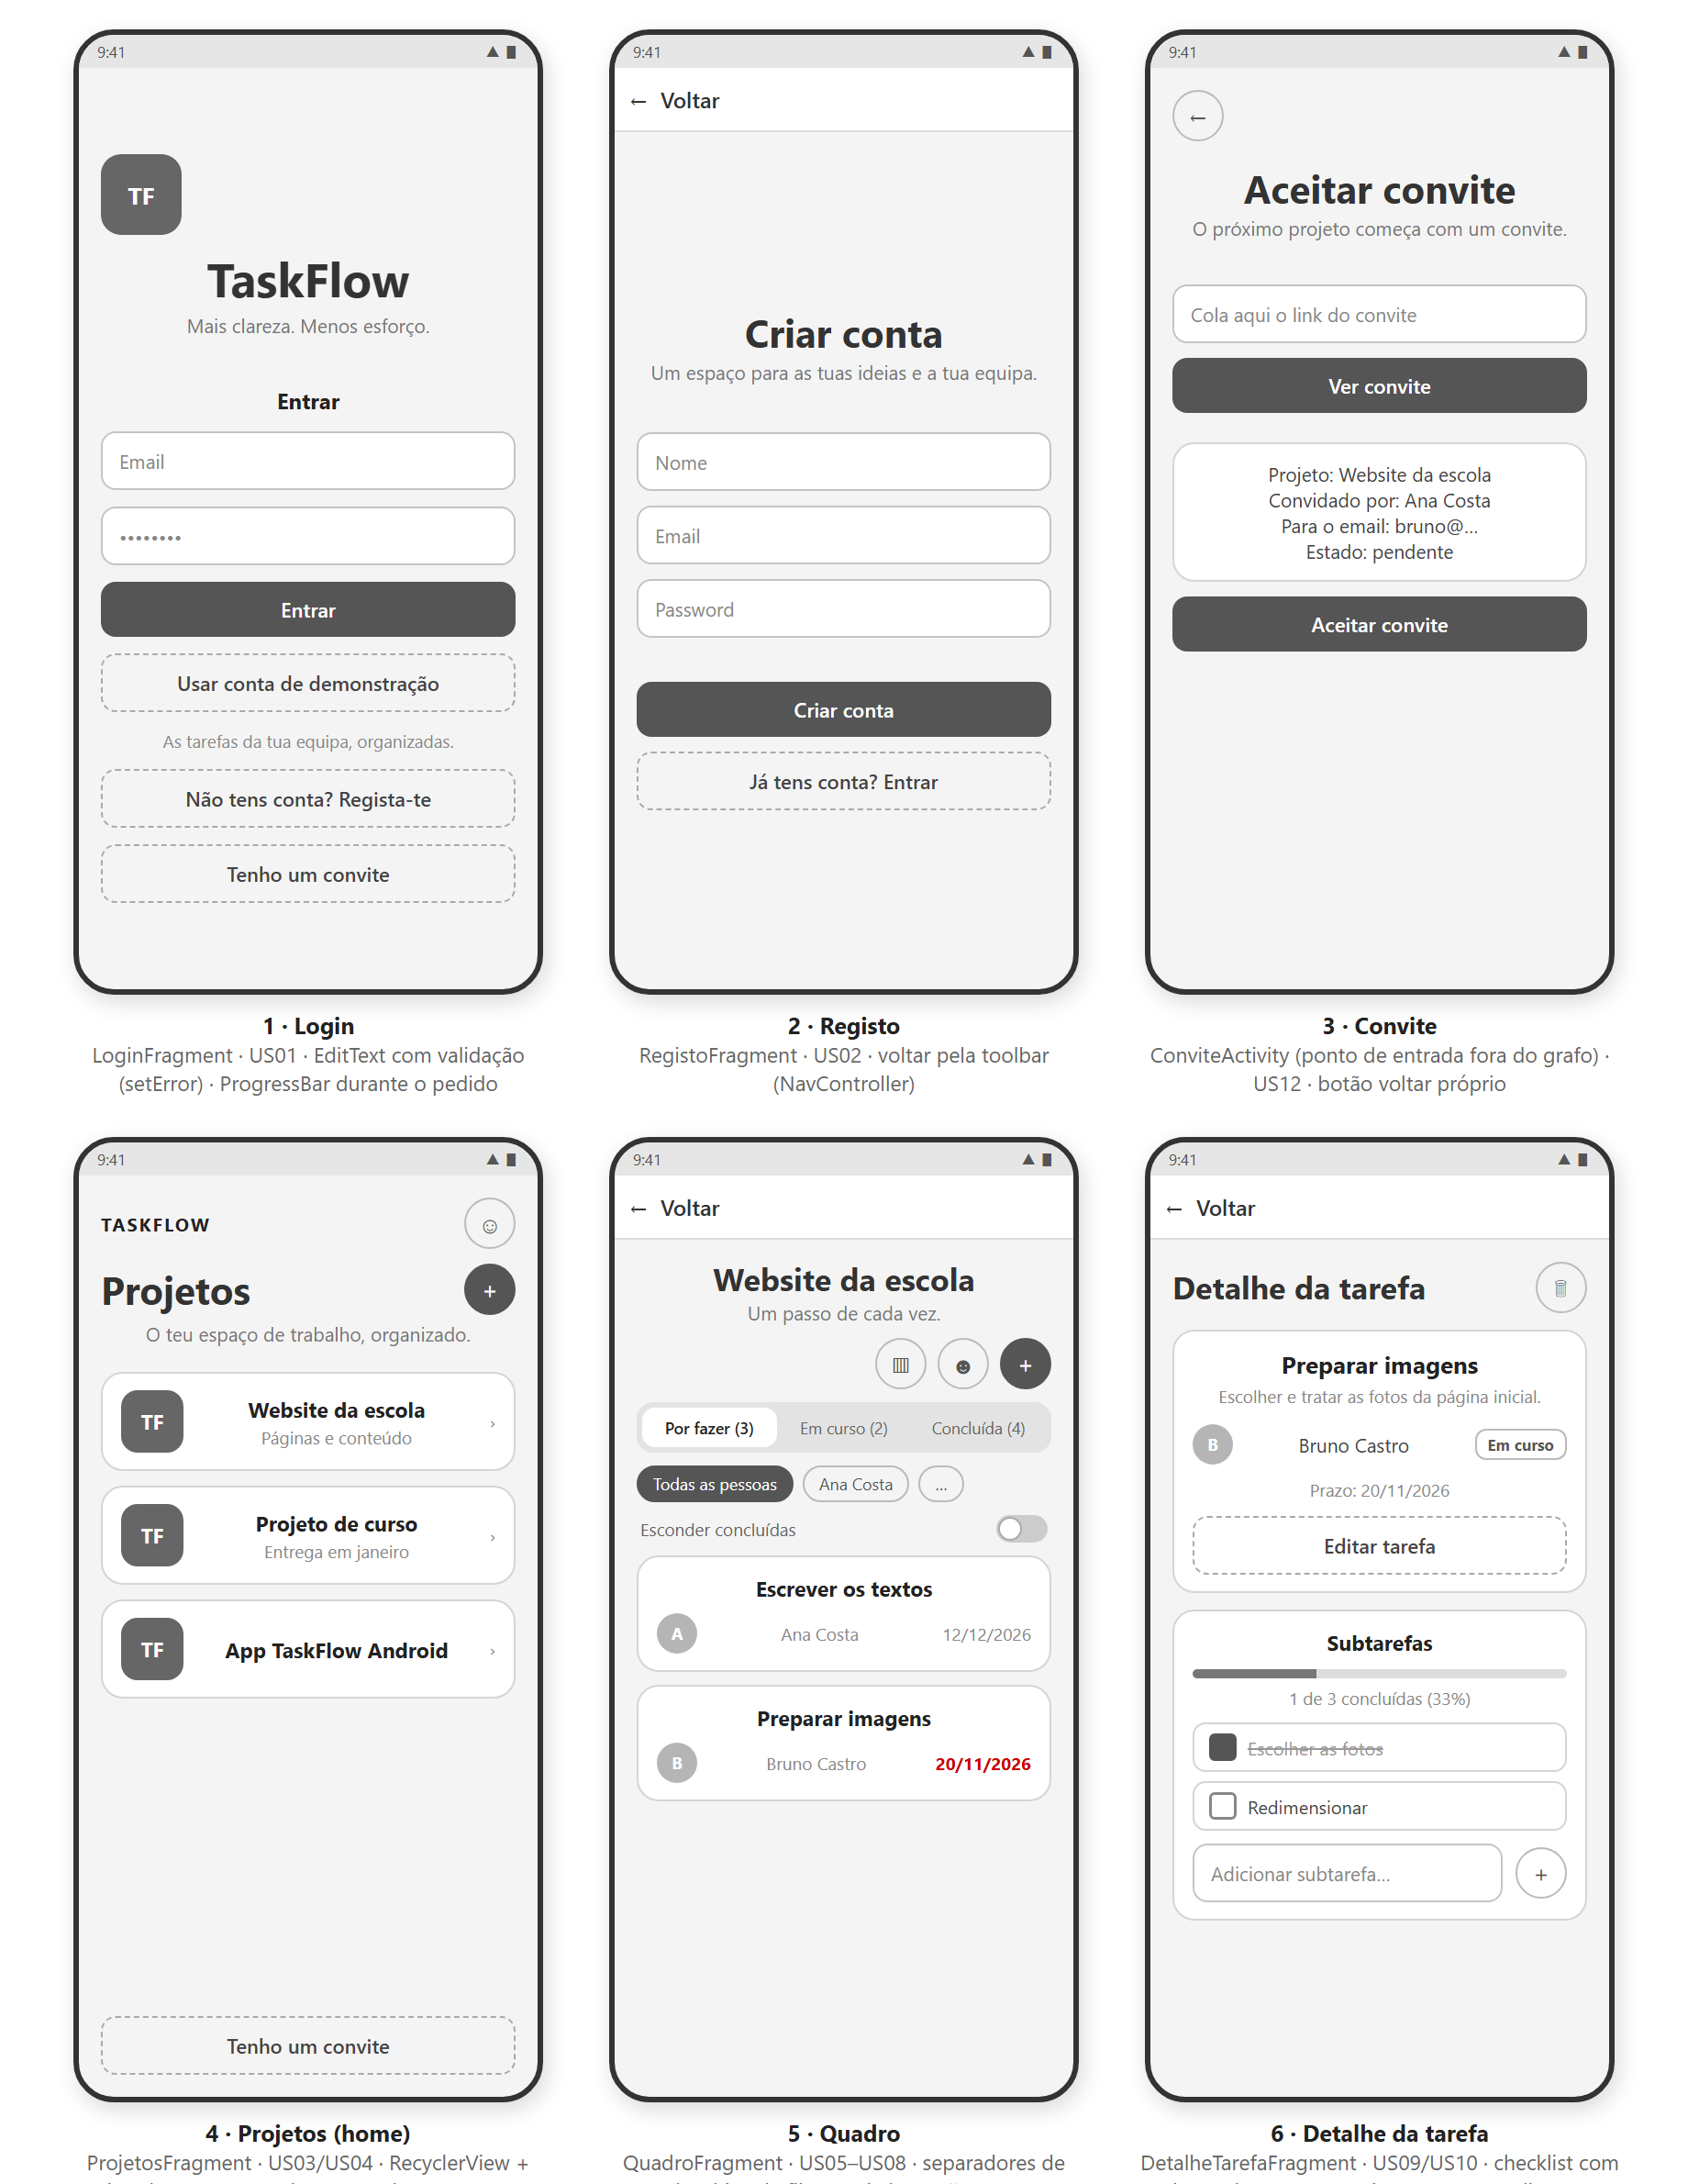 9:41
TF
TaskFlow
Mais clareza. Menos esforço.
Entrar
Email
••••••••
Entrar
Usar conta de demonstração
As tarefas da tua equipa, organizadas.
Não tens conta? Regista-te
Tenho um convite
1 · Login
LoginFragment · US01 · EditText com validação
(setError) · ProgressBar durante o pedido
9:41
← Voltar
Criar conta
Um espaço para as tuas ideias e a tua equipa.
Nome
Email
Password
Criar conta
Já tens conta? Entrar
2 · Registo
RegistoFragment · US02 · voltar pela toolbar
(NavController)
9:41
←
Aceitar convite
O próximo projeto começa com um convite.
Cola aqui o link do convite
Ver convite
Projeto: Website da escola
Convidado por: Ana Costa
Para o email: bruno@...
Estado: pendente
Aceitar convite
3 · Convite
ConviteActivity (ponto de entrada fora do grafo) ·
US12 · botão voltar próprio
9:41
TASKFLOW
Projetos
+
O teu espaço de trabalho, organizado.
TF
Website da escola
Páginas e conteúdo
›
TF
Projeto de curso
Entrega em janeiro
›
TF
App TaskFlow Android
›
Tenho um convite
4 · Projetos (home)
ProjetosFragment · US03/US04 · RecyclerView +
9:41
← Voltar
Website da escola
Um passo de cada vez.
+
Por fazer (3) Em curso (2) Concluída (4)
Todas as pessoas Ana Costa ...
Esconder concluídas
Escrever os textos
A Ana Costa 12/12/2026
Preparar imagens
B Bruno Castro 20/11/2026
5 · Quadro
QuadroFragment · US05–US08 · separadores de
9:41
← Voltar
Detalhe da tarefa
Preparar imagens
Escolher e tratar as fotos da página inicial.
B Bruno Castro Em curso
Prazo: 20/11/2026
Editar tarefa
Subtarefas
1 de 3 concluídas (33%)
Escolher as fotos
Redimensionar
Adicionar subtarefa...
+
6 · Detalhe da tarefa
DetalheTarefaFragment · US09/US10 · checklist com